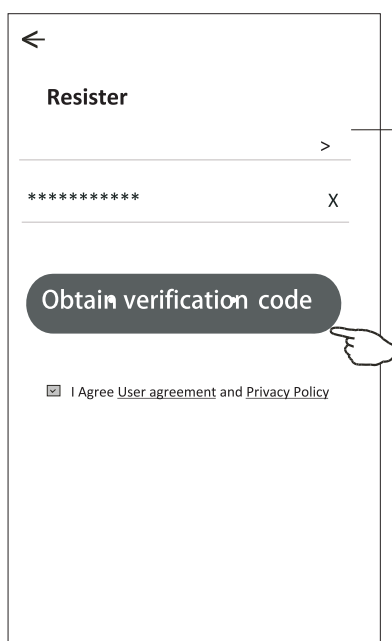 ←
Resister
>
*********** X
Obtain verification code
I Agree User agreement and Privacy Policy